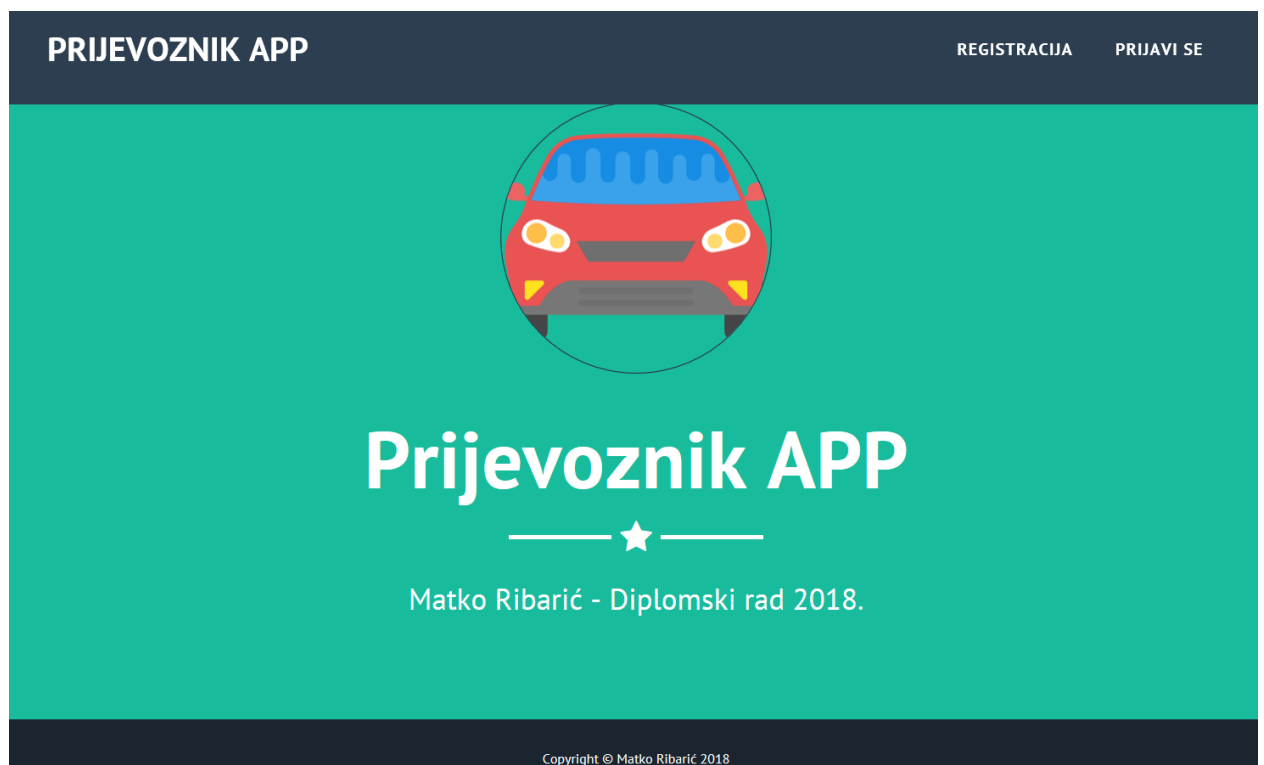 PRIJEVOZNIK APP
REGISTRACIJA PRIJAVI SE
Prijevoznik APP
Matko Ribarić - Diplomski rad 2018.
Copyright © Matko Ribarić 2018